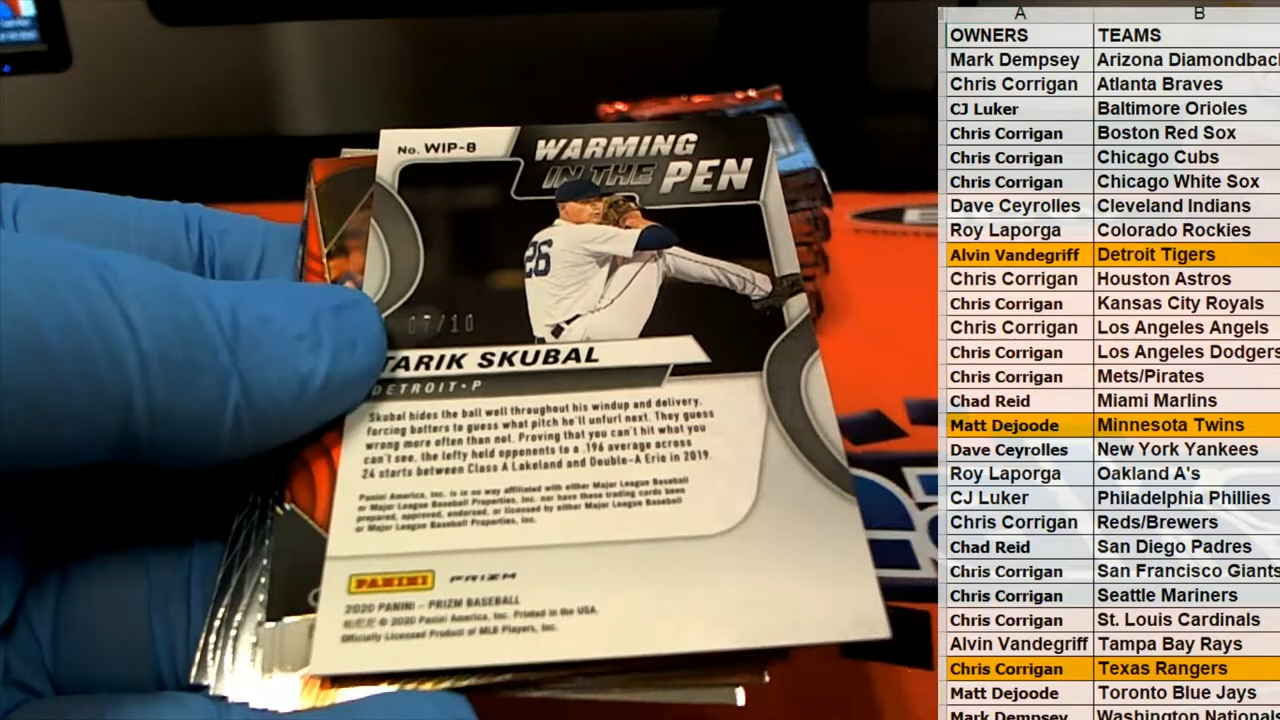 No. WIP-8
WARMING
IN THE PEN
26
07/10
TARIK SKUBAL
DETROIT•P
Skubal hides the ball well throughout his windup and delivery,
forcing batters to guess what pitch he'll unfurl next. They guess
wrong more often than not. Proving that you can't hit what you
can't see, the lefty held opponents to a .196 average across
24 starts between Class A Lakeland and Double-A Erie in 2019.
Panini America, Inc. is in no way affiliated with either Major League Baseball
or Major League Baseball Properties, Inc. nor have these trading cards been
prepared, approved, endorsed, or licensed by either Major League Baseball
or Major League Baseball Properties, Inc.
PANINI PRIZM
2020 PANINI - PRIZM BASEBALL
© 2020 Panini America, Inc. Printed in the USA.
Officially Licensed Product of MLB Players, Inc.
A B
OWNERS TEAMS
Mark Dempsey Arizona Diamondbac
Chris Corrigan Atlanta Braves
CJ Luker Baltimore Orioles
Chris Corrigan Boston Red Sox
Chris Corrigan Chicago Cubs
Chris Corrigan Chicago White Sox
Dave Ceyrolles Cleveland Indians
Roy Laporga Colorado Rockies
Alvin Vandegriff Detroit Tigers
Chris Corrigan Houston Astros
Chris Corrigan Kansas City Royals
Chris Corrigan Los Angeles Angels
Chris Corrigan Los Angeles Dodgers
Chris Corrigan Mets/Pirates
Chad Reid Miami Marlins
Matt Dejoode Minnesota Twins
Dave Ceyrolles New York Yankees
Roy Laporga Oakland A's
CJ Luker Philadelphia Phillies
Chris Corrigan Reds/Brewers
Chad Reid San Diego Padres
Chris Corrigan San Francisco Giants
Chris Corrigan Seattle Mariners
Chris Corrigan St. Louis Cardinals
Alvin Vandegriff Tampa Bay Rays
Chris Corrigan Texas Rangers
Matt Dejoode Toronto Blue Jays
Mark Dempsey Washington Nationals